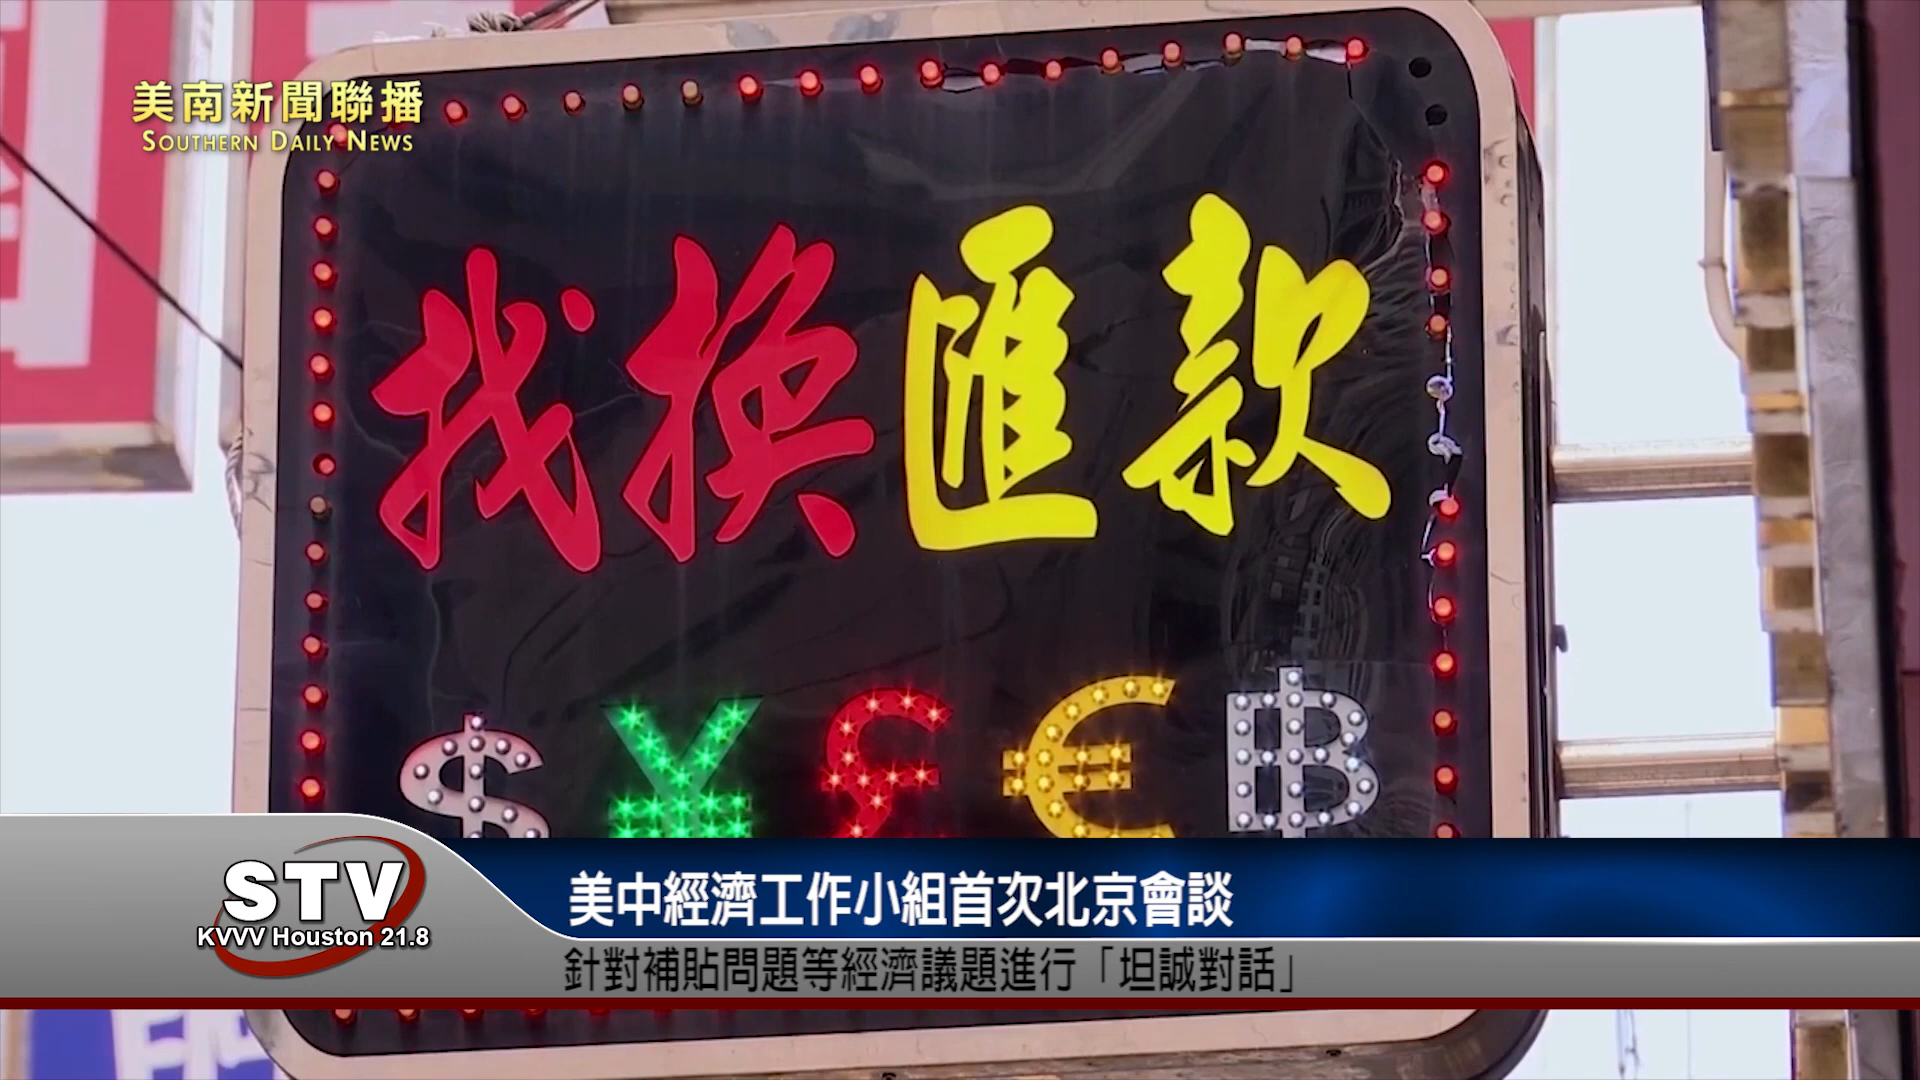 美南新聞聯播
SOUTHERN DAILY NEWS
找換匯款
$ ¥ £ € ฿
STV
KVVV Houston 21.8
美中經濟工作小組首次北京會談
針對補貼問題等經濟議題進行「坦誠對話」